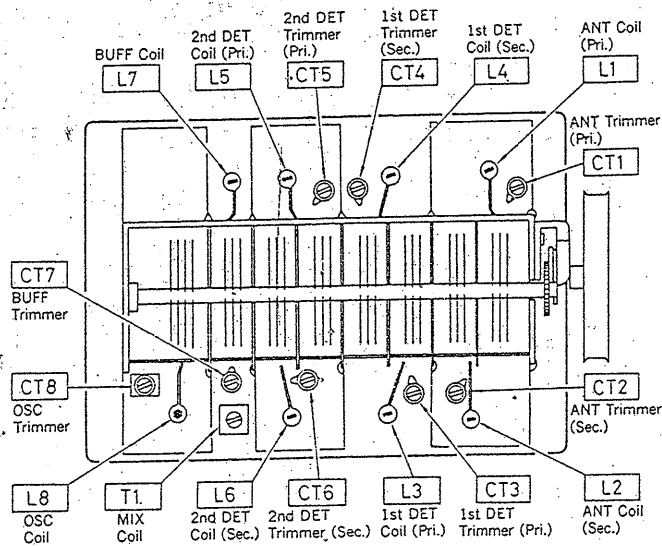 BUFF Coil
L7
2nd DET
Coil (Pri.)
L5
2nd DET
Trimmer
(Pri.)
CT5
1st DET
Trimmer
(Sec.)
CT4
1st DET
Coil (Sec.)
L4
ANT Coil
(Pri.)
L1
ANT Trimmer
(Pri.)
CT1
CT7
BUFF
Trimmer
CT8
OSC
Trimmer
CT2
ANT Trimmer
(Sec.)
L8
OSC
Coil
T1.
MIX
Coil
L6
2nd DET
Coil (Sec.)
CT6
2nd DET
Trimmer (Sec.)
L3
1st DET
Coil (Pri.)
CT3
1st DET
Trimmer (Pri.)
L2
ANT Coil
(Sec.)